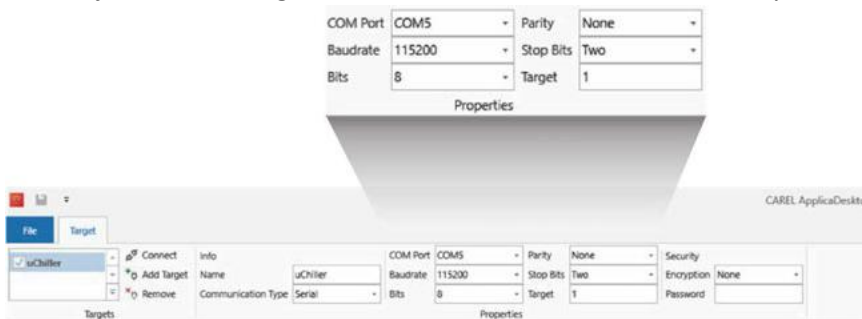 COM Port COM5 Parity None
Baudrate 115200 Stop Bits Two
Bits 8 Target 1
Properties
CAREL ApplicaDeskto
File Target
uChiller Connect Info COM Port COM5 Parity None Security
Add Target Name uChiller Baudrate 115200 Stop Bits Two Encryption None
Remove Communication Type Serial Bits 8 Target 1 Password
Targets Properties